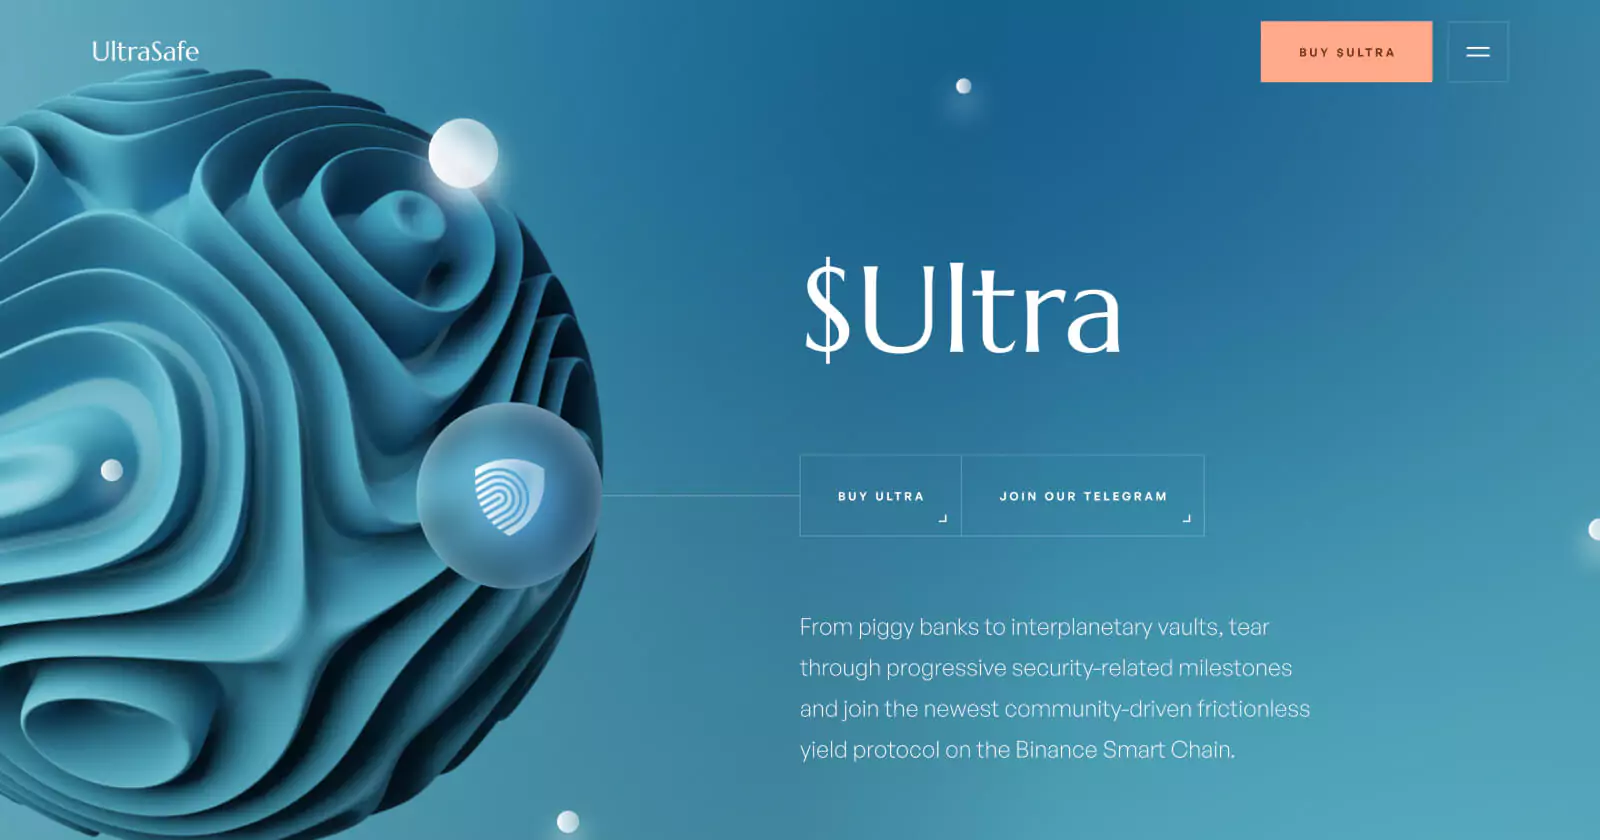 UltraSafe
BUY $ULTRA
$Ultra
BUY ULTRA
JOIN OUR TELEGRAM
From piggy banks to interplanetary vaults, tear
through progressive security-related milestones
and join the newest community-driven frictionless
yield protocol on the Binance Smart Chain.